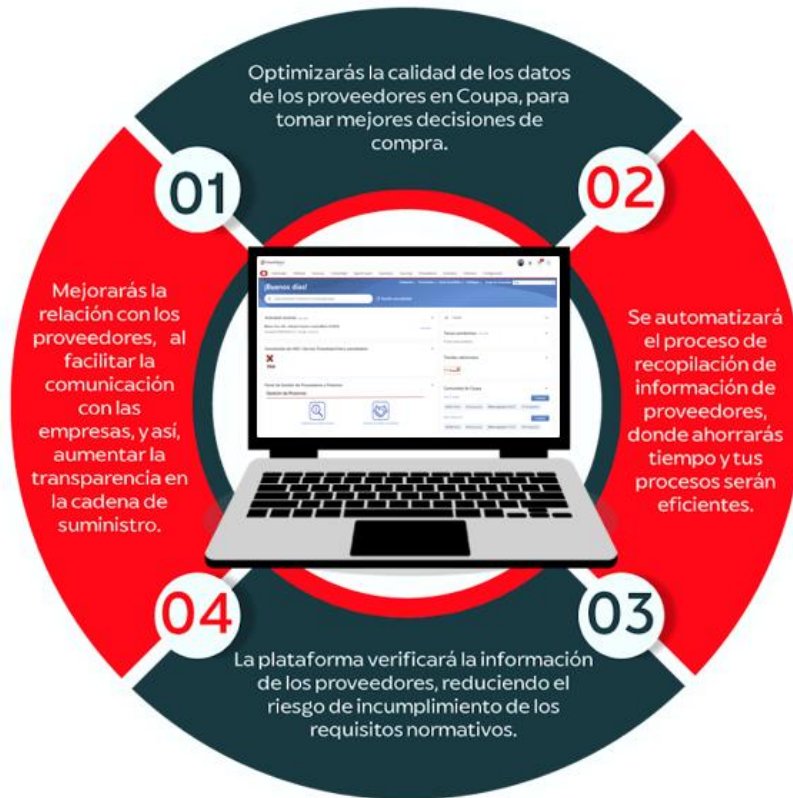 Optimizarás la calidad de los datos
de los proveedores en Coupa, para
tomar mejores decisiones de
compra.
01
02
Se automatizará
el proceso de
recopilación de
información de
proveedores,
donde ahorrarás
tiempo y tus
procesos serán
eficientes.
03
La plataforma verificará la información
de los proveedores, reduciendo el
riesgo de incumplimiento de los
requisitos normativos.
04
Mejorarás la
relación con los
proveedores, al
facilitar la
comunicación
con las
empresas, y así,
aumentar la
transparencia en
la cadena de
suministro.
¡Buenos días!